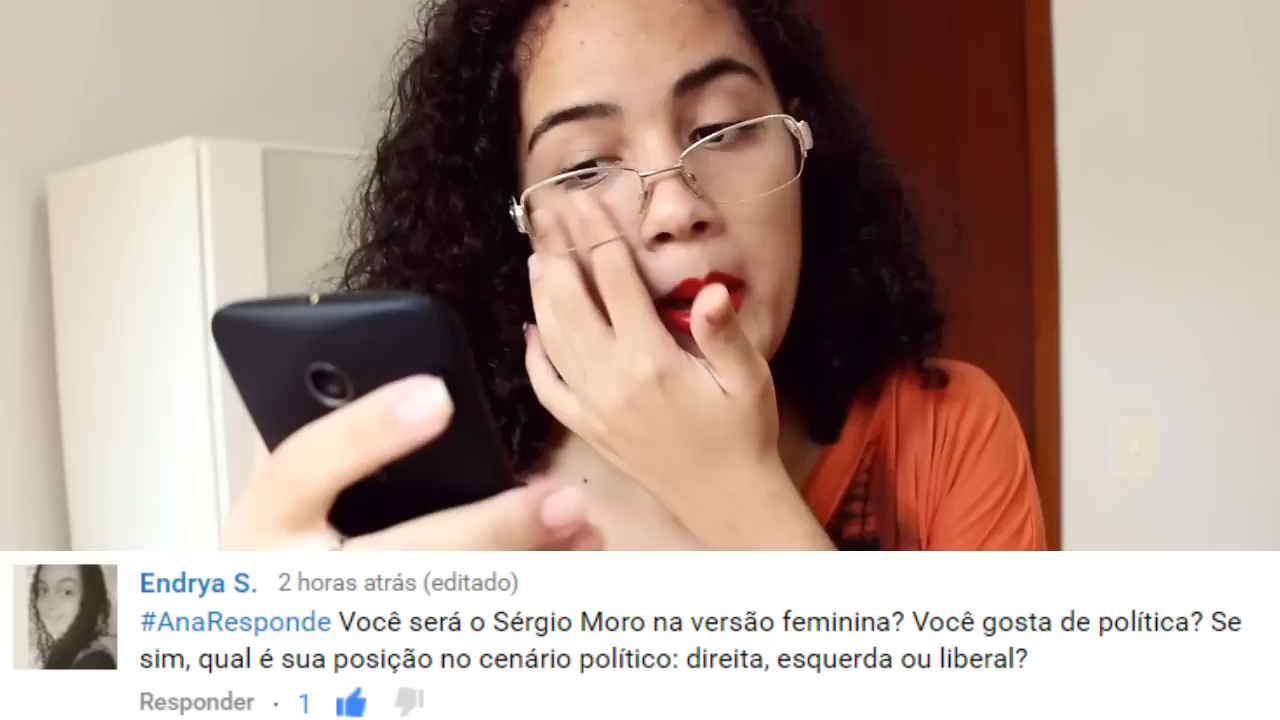 Endrya S. 2 horas atrás (editado)
#AnaResponde Você será o Sérgio Moro na versão feminina? Você gosta de política? Se
sim, qual é sua posição no cenário político: direita, esquerda ou liberal?
Responder · 1